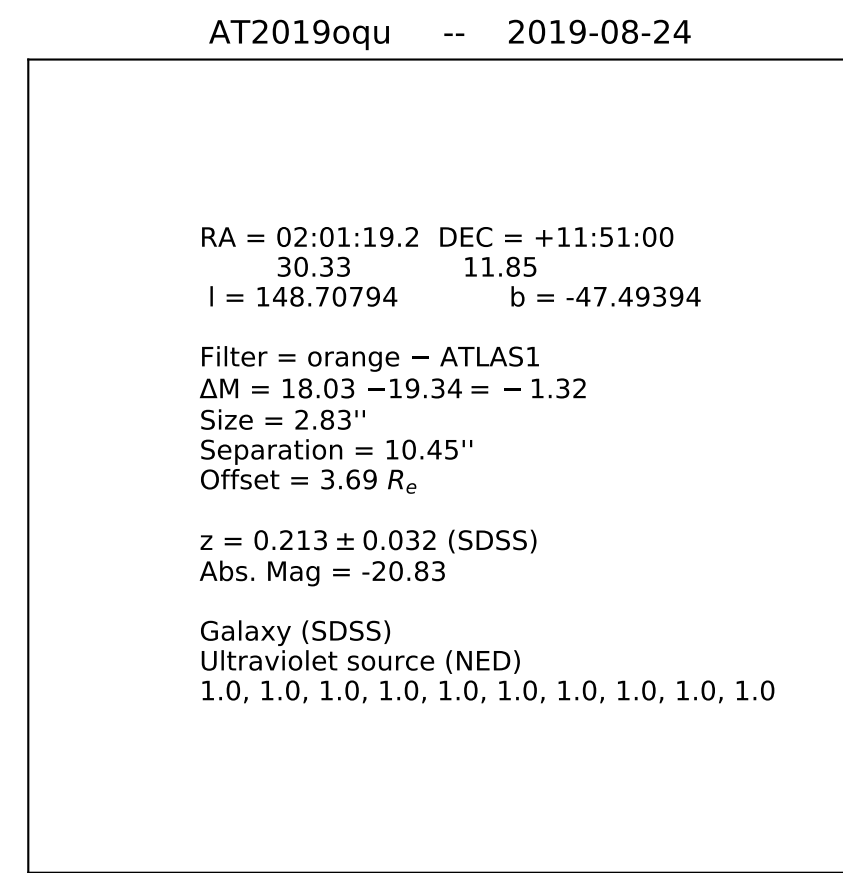 AT2019oqu -- 2019-08-24
RA = 02:01:19.2 DEC = +11:51:00
30.33 11.85
l = 148.70794 b = -47.49394
Filter = orange − ATLAS1
ΔM = 18.03 −19.34 = − 1.32
Size = 2.83''
Separation = 10.45''
Offset = 3.69 Rₑ
z = 0.213 ± 0.032 (SDSS)
Abs. Mag = -20.83
Galaxy (SDSS)
Ultraviolet source (NED)
1.0, 1.0, 1.0, 1.0, 1.0, 1.0, 1.0, 1.0, 1.0, 1.0